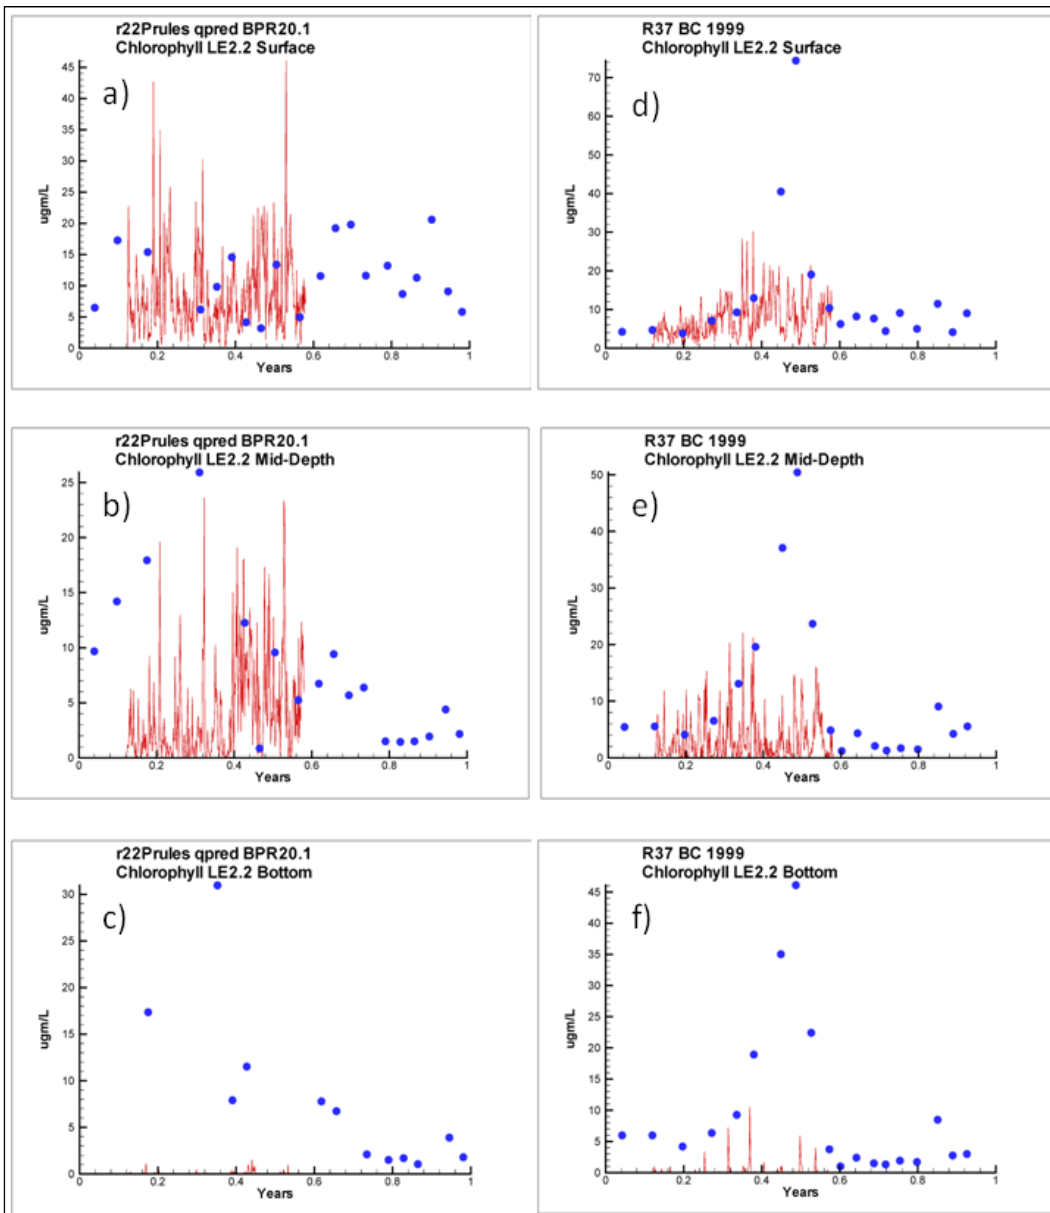 r22Prules qpred BPR20.1
Chlorophyll LE2.2 Surface
a)
ugm/L
45
40
35
30
25
20
15
10
5
0
0 0.2 0.4 0.6 0.8 1
Years
R37 BC 1999
Chlorophyll LE2.2 Surface
d)
ugm/L
70
60
50
40
30
20
10
0
0 0.2 0.4 0.6 0.8 1
Years
r22Prules qpred BPR20.1
Chlorophyll LE2.2 Mid-Depth
b)
ugm/L
25
20
15
10
5
0
0 0.2 0.4 0.6 0.8 1
Years
R37 BC 1999
Chlorophyll LE2.2 Mid-Depth
e)
ugm/L
50
40
30
20
10
0
0 0.2 0.4 0.6 0.8 1
Years
r22Prules qpred BPR20.1
Chlorophyll LE2.2 Bottom
c)
ugm/L
30
25
20
15
10
5
0
0 0.2 0.4 0.6 0.8 1
Years
R37 BC 1999
Chlorophyll LE2.2 Bottom
f)
ugm/L
45
40
35
30
25
20
15
10
5
0
0 0.2 0.4 0.6 0.8 1
Years